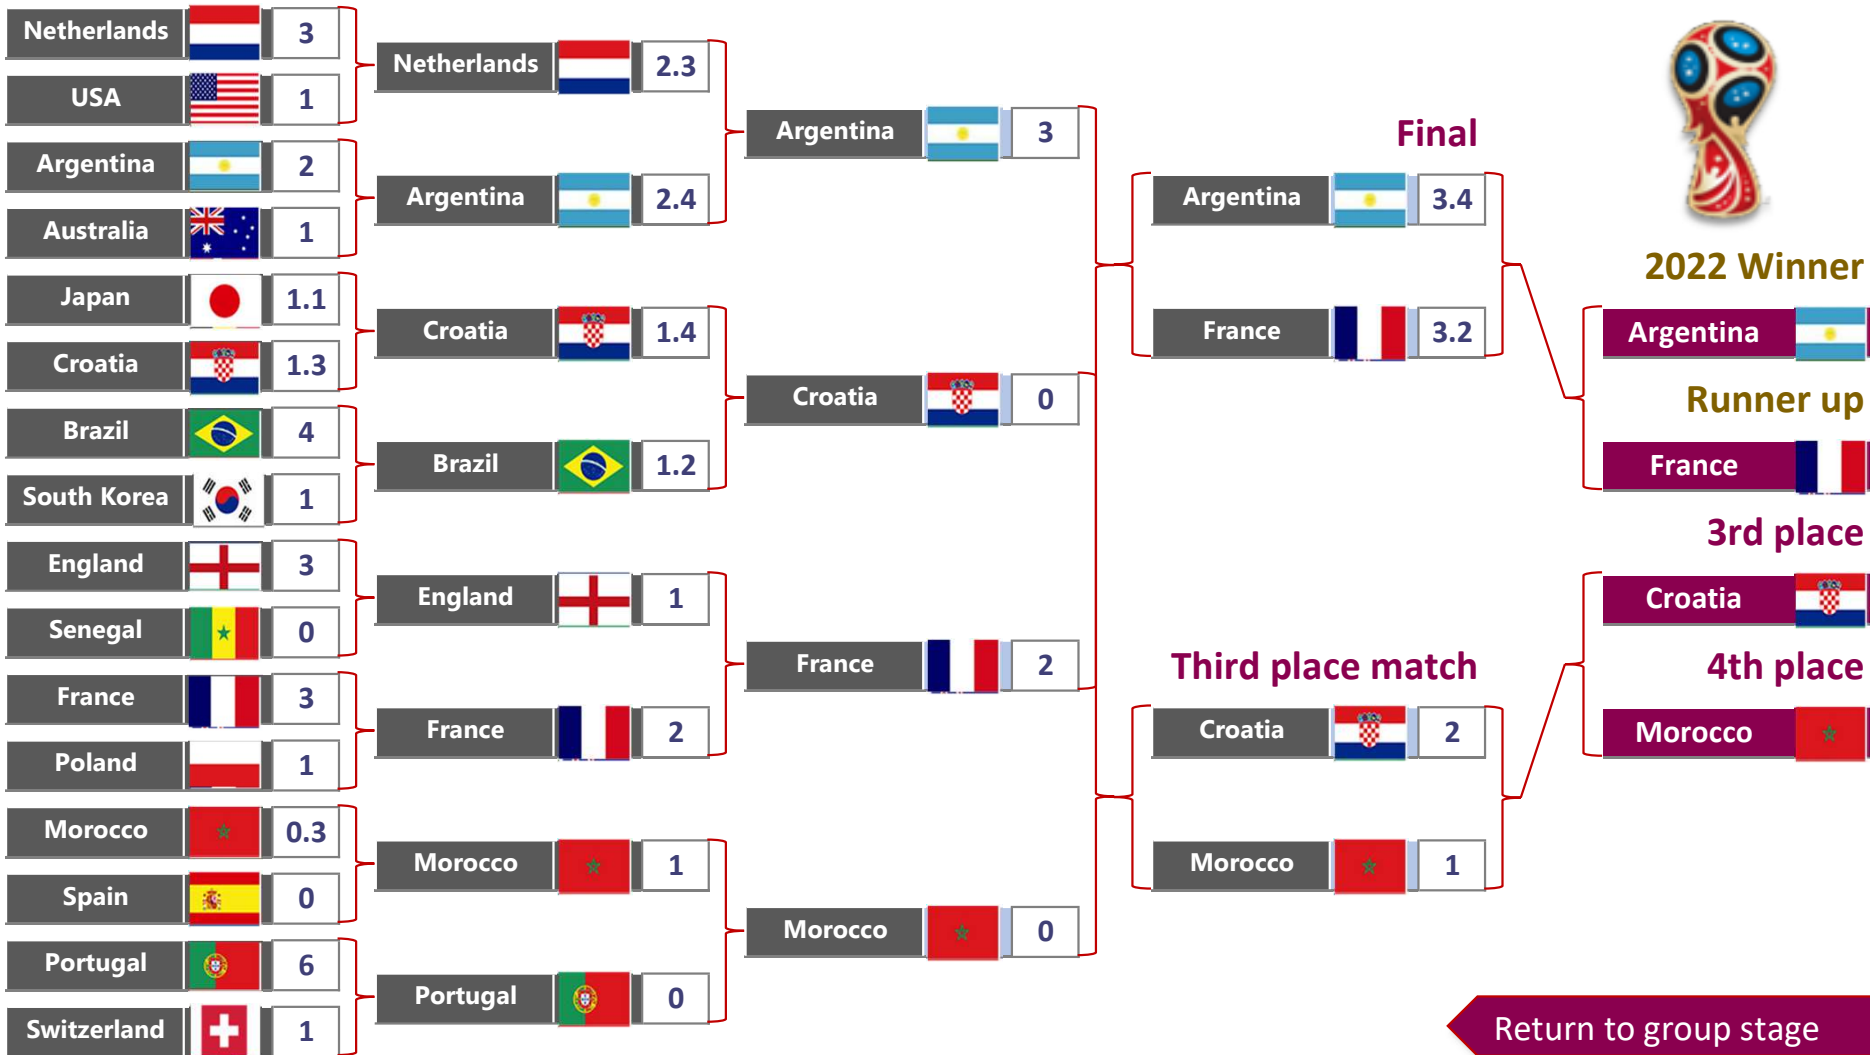 Netherlands 3
USA 1
Argentina 2
Australia 1
Japan 1.1
Croatia 1.3
Brazil 4
South Korea 1
England 3
Senegal 0
France 3
Poland 1
Morocco 0.3
Spain 0
Portugal 6
Switzerland 1
Netherlands 2.3
Argentina 2.4
Croatia 1.4
Brazil 1.2
England 1
France 2
Morocco 1
Portugal 0
Argentina 3
Croatia 0
France 2
Morocco 0
Final
Argentina 3.4
France 3.2
Third place match
Croatia 2
Morocco 1
2022 Winner
Argentina
Runner up
France
3rd place
Croatia
4th place
Morocco
Return to group stage